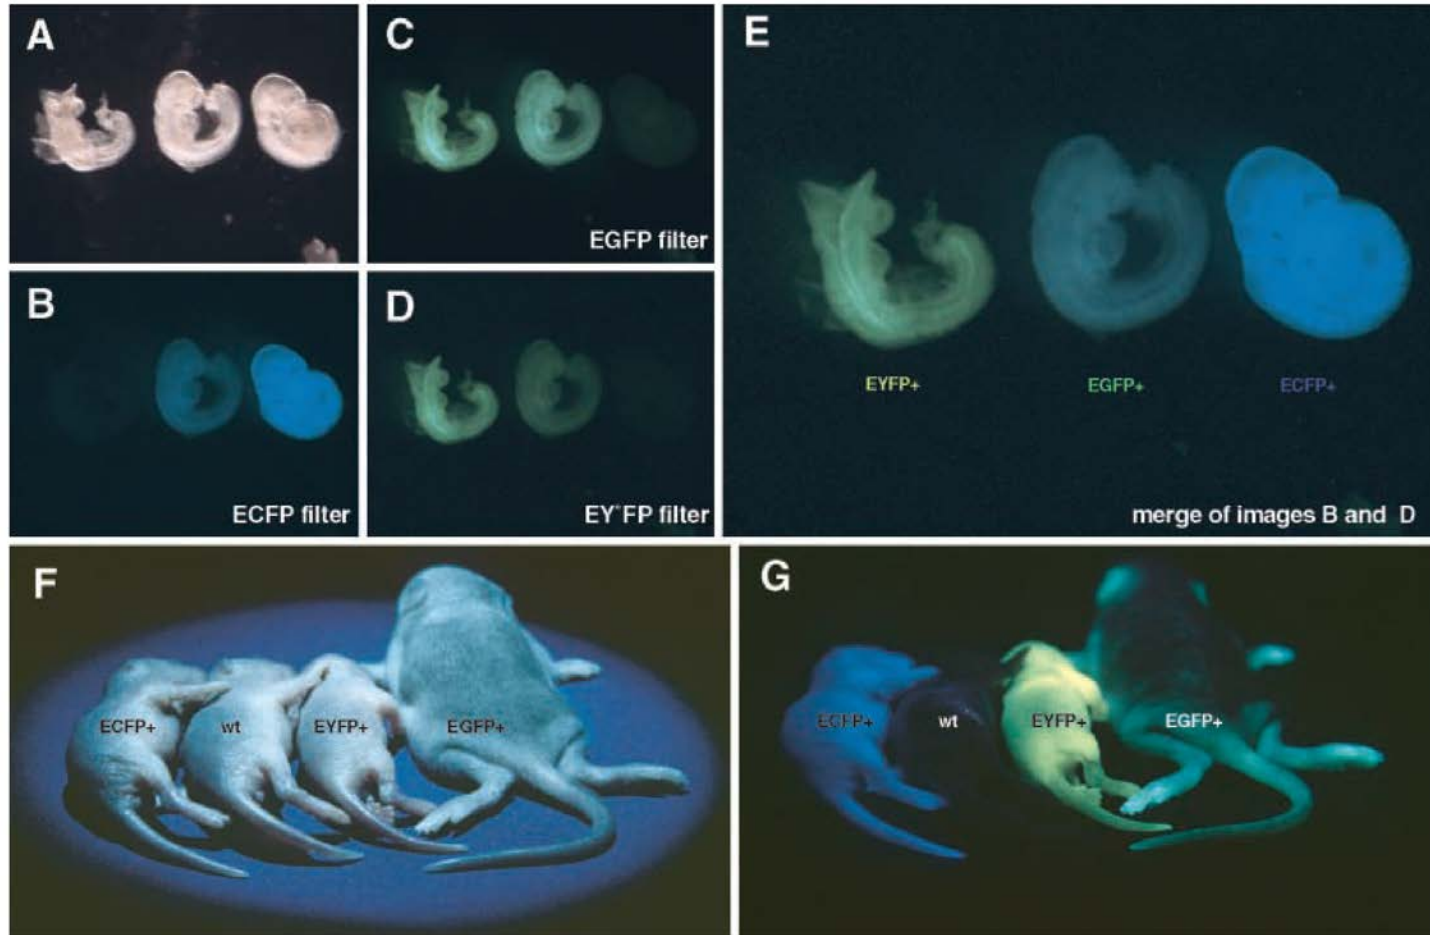 A
C
EGFP filter
B
ECFP filter
D
EY*FP filter
E
EYFP+
EGFP+
ECFP+
merge of images B and D
F
ECFP+
wt
EYFP+
EGFP+
G
ECFP+
wt
EYFP+
EGFP+